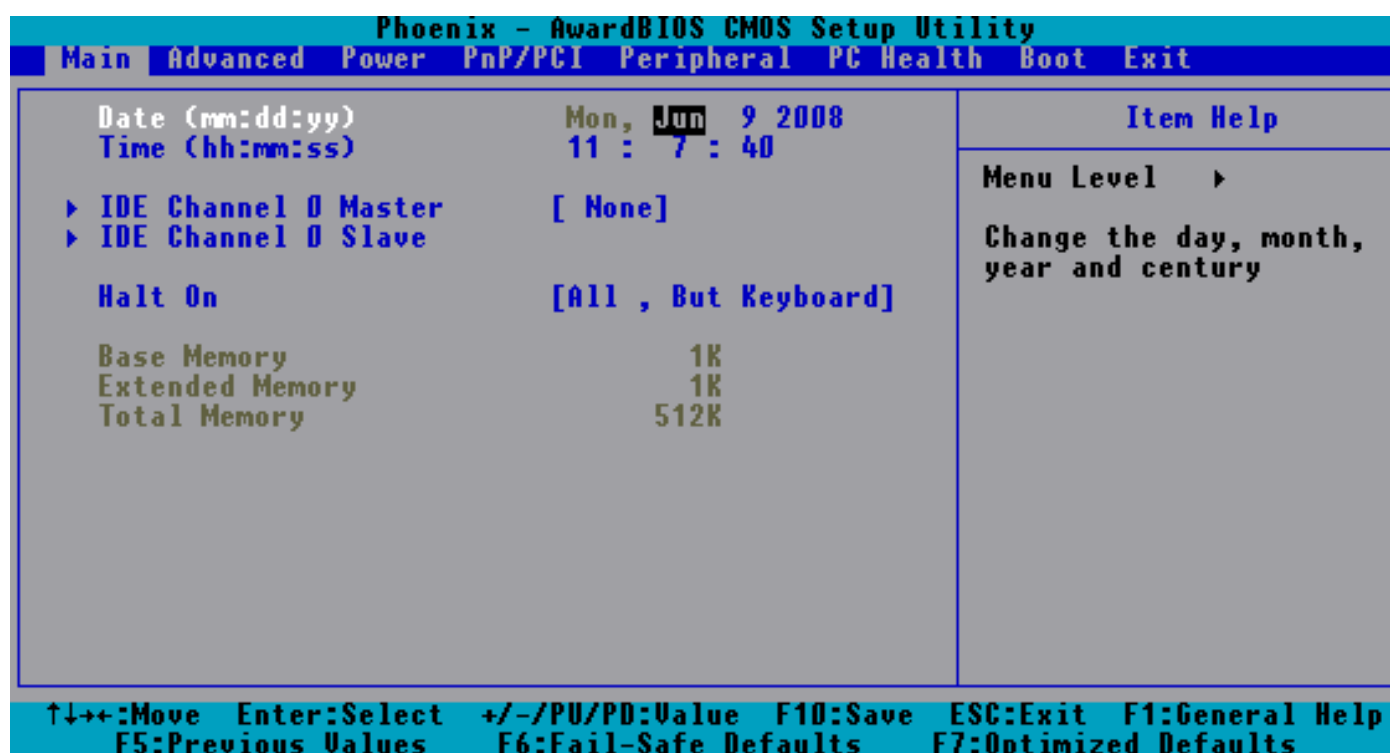 Phoenix - AwardBIOS CMOS Setup Utility
Main Advanced Power PnP/PCI Peripheral PC Health Boot Exit
Date (mm:dd:yy) Mon, Jun 9 2008
Time (hh:mm:ss) 11 : 7 : 40
IDE Channel 0 Master [ None]
IDE Channel 0 Slave
Halt On [All , But Keyboard]
Base Memory 1K
Extended Memory 1K
Total Memory 512K
Item Help
Menu Level ▸
Change the day, month,
year and century
↑↓→←:Move Enter:Select +/-/PU/PD:Value F10:Save ESC:Exit F1:General Help
F5:Previous Values F6:Fail-Safe Defaults F7:Optimized Defaults